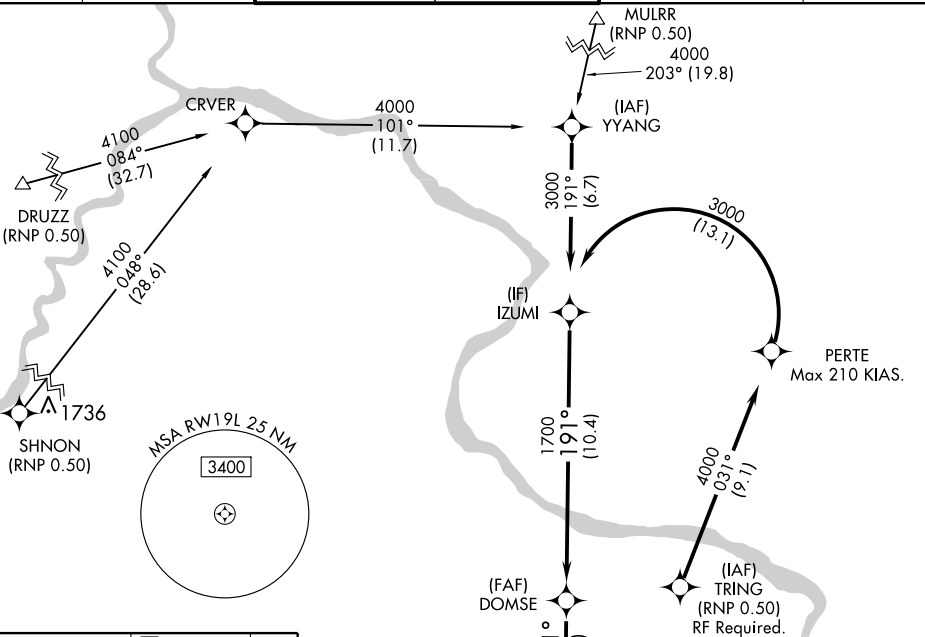 MULRR
(RNP 0.50)
4000
203° (19.8)
CRVER
4000
101°
(11.7)
(IAF)
YYANG
4100
084°
(32.7)
DRUZZ
(RNP 0.50)
3000
191°
(6.7)
3000
(13.1)
4100
048°
(28.6)
(IF)
IZUMI
PERTE
Max 210 KIAS.
1736
SHNON
(RNP 0.50)
MSA RW19L 25 NM
3400
1700
191°
(10.4)
4000
031°
(9.1)
(FAF)
DOMSE
(IAF)
TRING
(RNP 0.50)
RF Required.